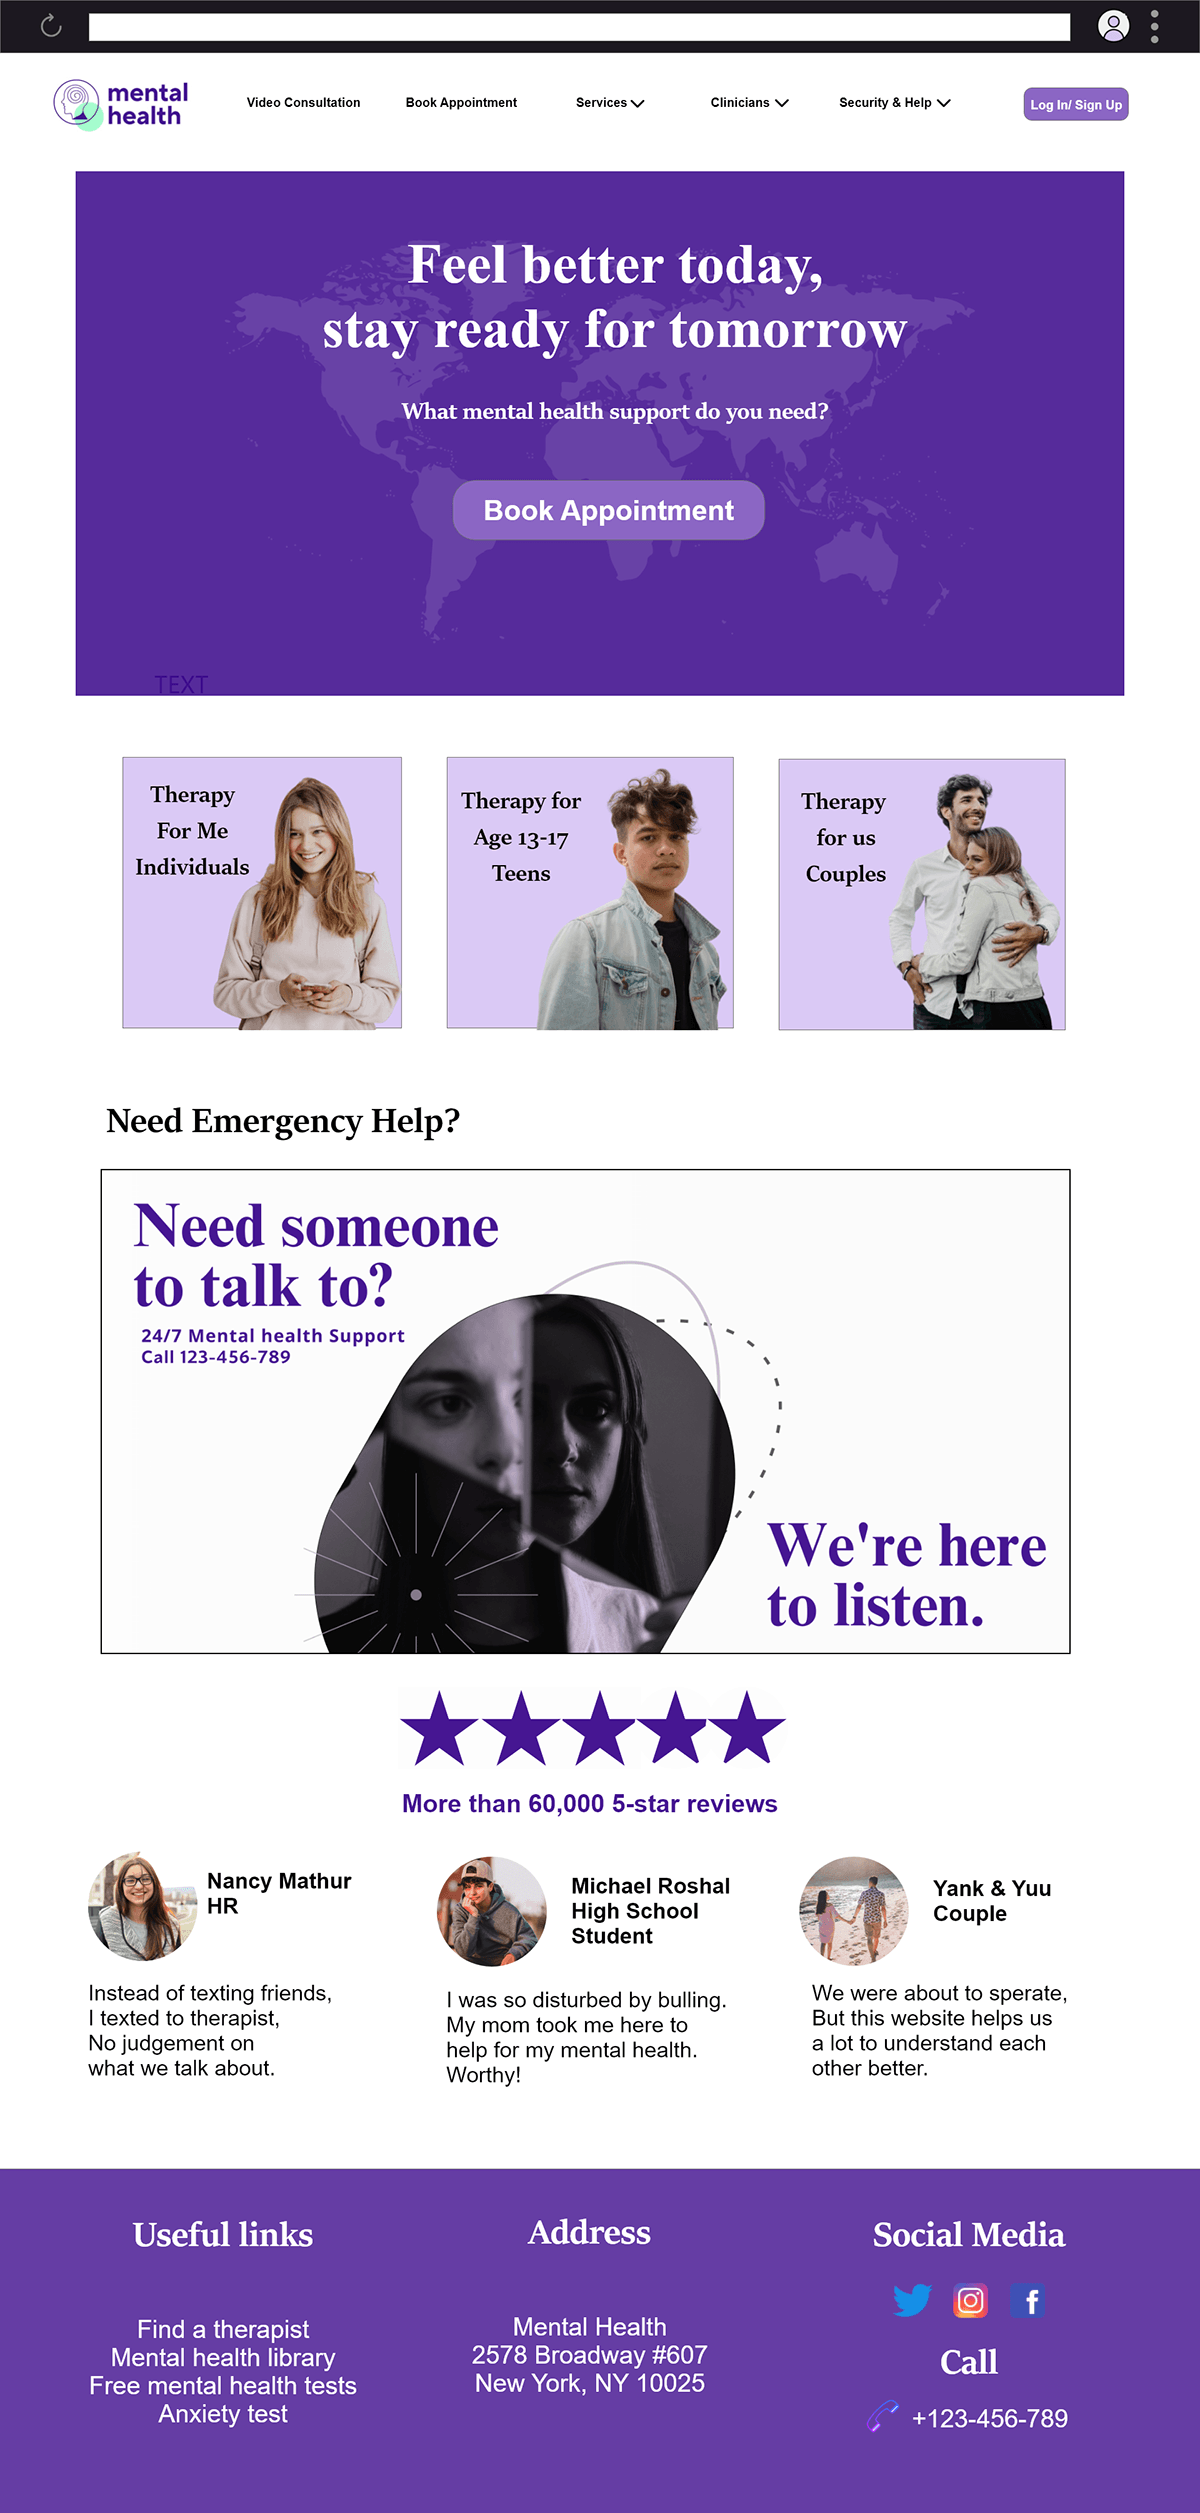 mental
health
Video Consultation
Book Appointment
Services
Clinicians
Security & Help
Log In/ Sign Up
Feel better today,
stay ready for tomorrow
What mental health support do you need?
Book Appointment
TEXT
Therapy
For Me
Individuals
Therapy for
Age 13-17
Teens
Therapy
for us
Couples
Need Emergency Help?
Need someone
to talk to?
24/7 Mental health Support
Call 123-456-789
We're here
to listen.
More than 60,000 5-star reviews
Nancy Mathur
HR
Instead of texting friends,
I texted to therapist,
No judgement on
what we talk about.
Michael Roshal
High School
Student
I was so disturbed by bulling.
My mom took me here to
help for my mental health.
Worthy!
Yank & Yuu
Couple
We were about to sperate,
But this website helps us
a lot to understand each
other better.
Useful links
Find a therapist
Mental health library
Free mental health tests
Anxiety test
Address
Mental Health
2578 Broadway #607
New York, NY 10025
Social Media
f
Call
+123-456-789